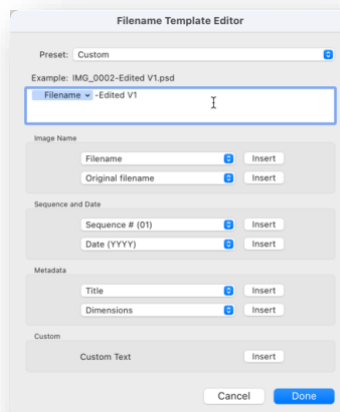 Filename Template Editor
Preset: Custom
Example: IMG_0002-Edited V1.psd
Filename -Edited V1
Image Name
Filename Insert
Original filename Insert
Sequence and Date
Sequence # (01) Insert
Date (YYYY) Insert
Metadata
Title Insert
Dimensions Insert
Custom
Custom Text Insert
Cancel Done